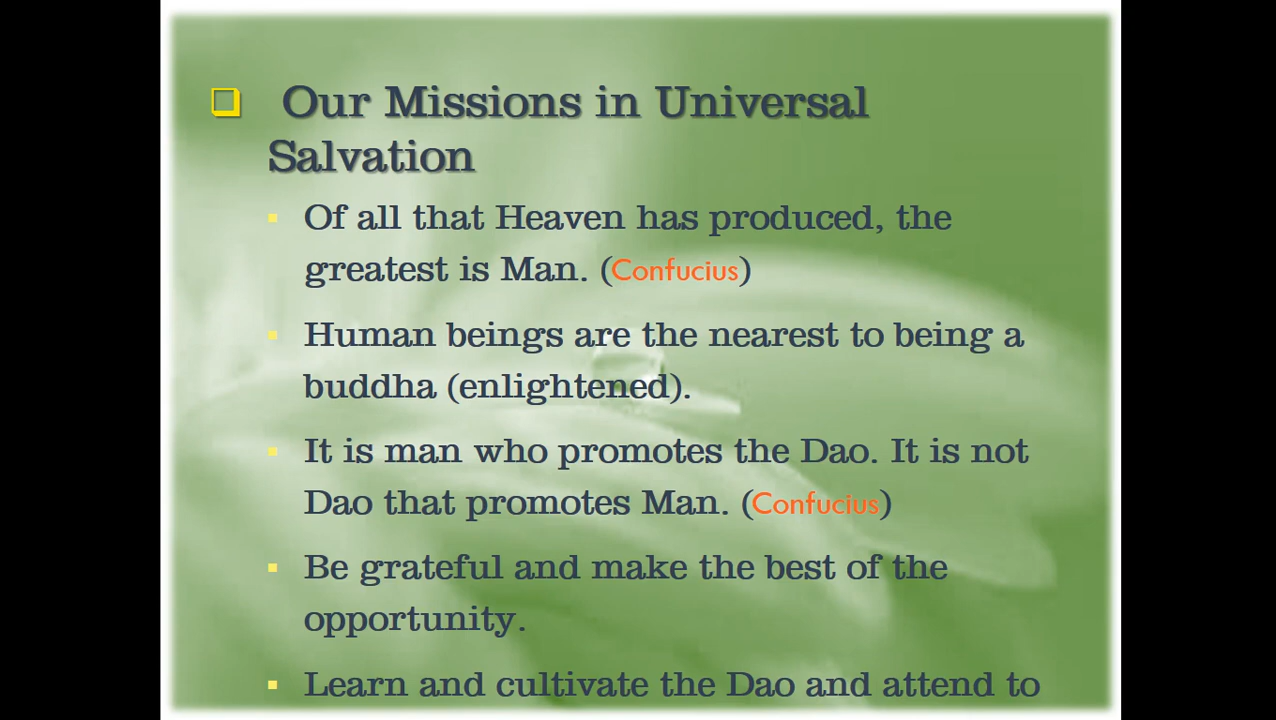 Our Missions in Universal
Salvation
Of all that Heaven has produced, the
greatest is Man. (Confucius)
Human beings are the nearest to being a
buddha (enlightened).
It is man who promotes the Dao. It is not
Dao that promotes Man. (Confucius)
Be grateful and make the best of the
opportunity.
Learn and cultivate the Dao and attend to